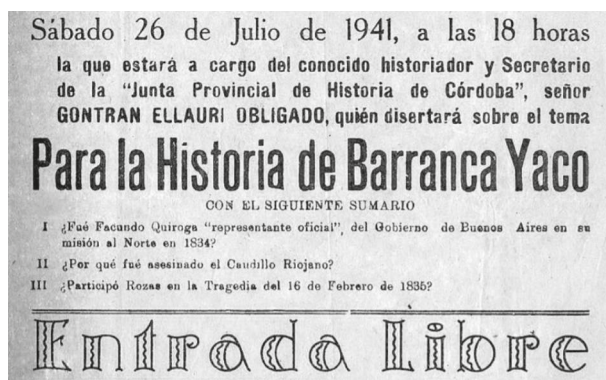 Sábado 26 de Julio de 1941, a las 18 horas
la que estará a cargo del conocido historiador y Secretario
de la "Junta Provincial de Historia de Córdoba", señor
GONTRAN ELLAURI OBLIGADO, quién disertará sobre el tema
Para la Historia de Barranca Yaco
CON EL SIGUIENTE SUMARIO
I ¿Fué Facundo Quiroga "representante oficial", del Gobierno de Buenos Aires en su
misión al Norte en 1834?
II ¿Por qué fué asesinado el Caudillo Riojano?
III ¿Participó Rozas en la Tragedia del 16 de Febrero de 1835?
Entrada Libre